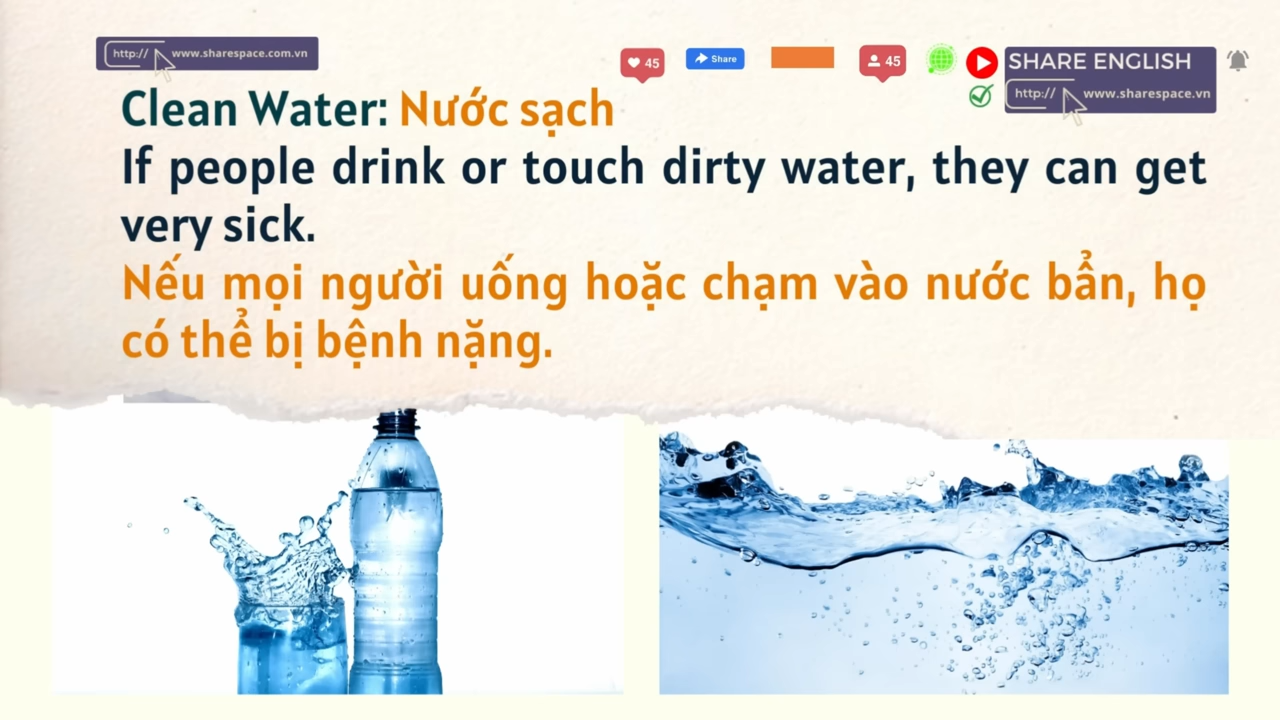 http:// www.sharespace.com.vn
45
Share
45
SHARE ENGLISH
http:// www.sharespace.vn
Clean Water: Nước sạch
If people drink or touch dirty water, they can get
very sick.
Nếu mọi người uống hoặc chạm vào nước bẩn, họ
có thể bị bệnh nặng.